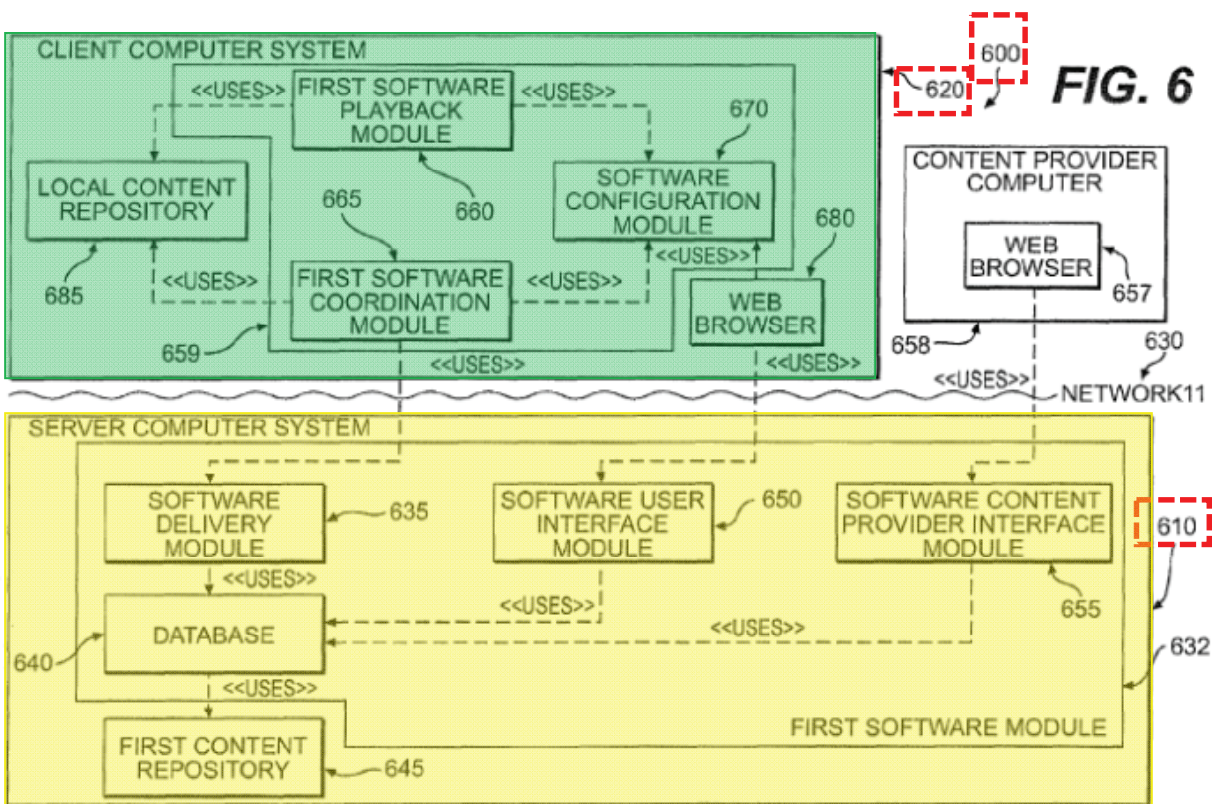 CLIENT COMPUTER SYSTEM
600
620
FIG. 6
<<USES>>
FIRST SOFTWARE
PLAYBACK
MODULE
<<USES>>
670
LOCAL CONTENT
REPOSITORY
665
660
SOFTWARE
CONFIGURATION
MODULE
680
CONTENT PROVIDER
COMPUTER
WEB
BROWSER
657
685
<<USES>>
FIRST SOFTWARE
COORDINATION
MODULE
<<USES>>
<<USES>>
WEB
BROWSER
659
<<USES>>
<<USES>>
658
630
<<USES>>
NETWORK11
SERVER COMPUTER SYSTEM
SOFTWARE
DELIVERY
MODULE
635
SOFTWARE USER
INTERFACE
MODULE
650
SOFTWARE CONTENT
PROVIDER INTERFACE
MODULE
610
<<USES>>
<<USES>>
655
DATABASE
<<USES>>
640
632
<<USES>>
FIRST SOFTWARE MODULE
FIRST CONTENT
REPOSITORY
645